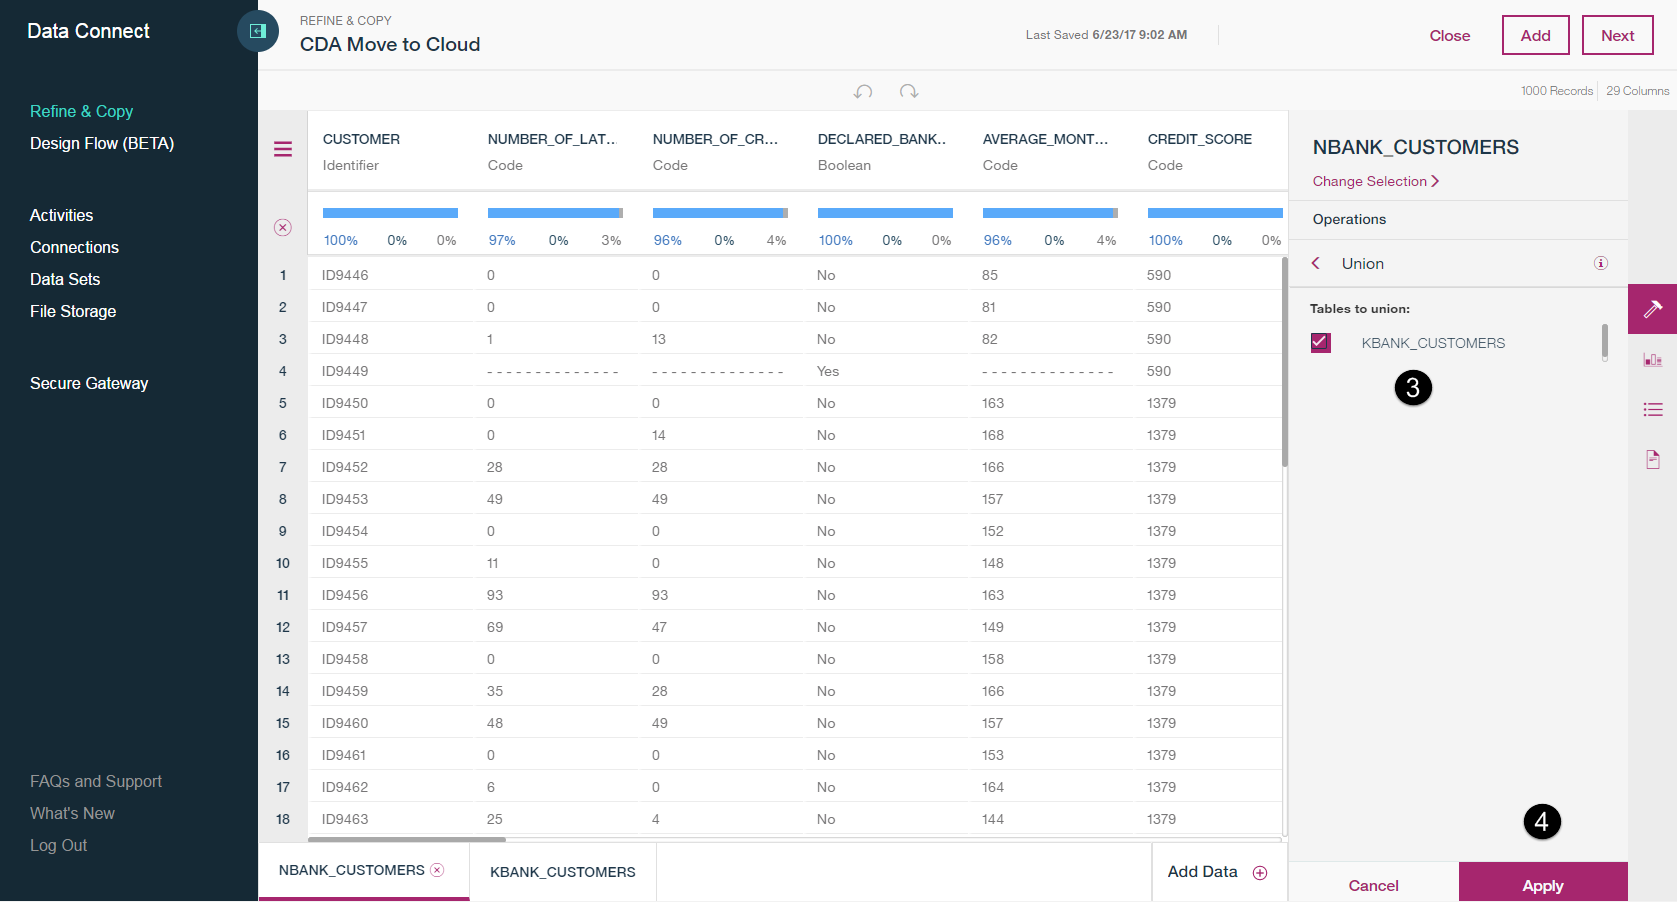 Data Connect
REFINE & COPY
CDA Move to Cloud
Last Saved 6/23/17 9:02 AM
Close
Add
Next
1000 Records
29 Columns
Refine & Copy
Design Flow (BETA)
Activities
Connections
Data Sets
File Storage
Secure Gateway
FAQs and Support
What's New
Log Out
CUSTOMER NUMBER_OF_LAT... NUMBER_OF_CR... DECLARED_BANK.. AVERAGE_MONT... CREDIT_SCORE
Identifier Code Code Boolean Code Code
100% 0% 0% 97% 0% 3% 96% 0% 4% 100% 0% 0% 96% 0% 4% 100% 0% 0%
1 ID9446 0 0 No 85 590
2 ID9447 0 0 No 81 590
3 ID9448 1 13 No 82 590
4 ID9449 - - - - - - - - - - - - - - - - - - - - - - - - - - - - Yes - - - - - - - - - - - - - - 590
5 ID9450 0 0 No 163 1379
6 ID9451 0 14 No 168 1379
7 ID9452 28 28 No 166 1379
8 ID9453 49 49 No 157 1379
9 ID9454 0 0 No 152 1379
10 ID9455 11 0 No 148 1379
11 ID9456 93 93 No 163 1379
12 ID9457 69 47 No 149 1379
13 ID9458 0 0 No 158 1379
14 ID9459 35 28 No 166 1379
15 ID9460 48 49 No 157 1379
16 ID9461 0 0 No 153 1379
17 ID9462 6 0 No 164 1379
18 ID9463 25 4 No 144 1379
NBANK_CUSTOMERS
KBANK_CUSTOMERS
Add Data
NBANK_CUSTOMERS
Change Selection
Operations
Union
Tables to union:
KBANK_CUSTOMERS
3
4
Cancel
Apply